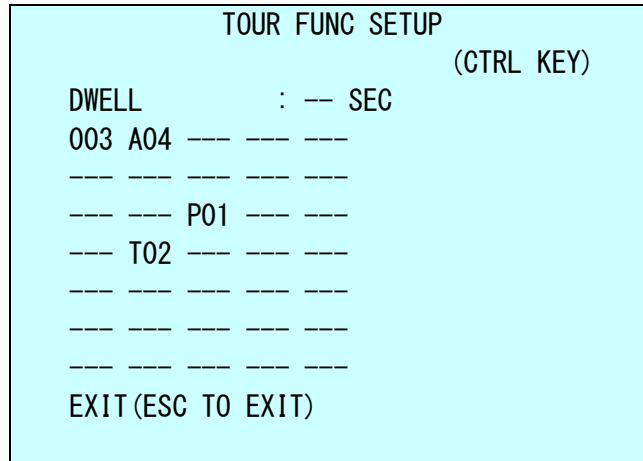 TOUR FUNC SETUP
(CTRL KEY)
DWELL : -- SEC
003 A04 --- --- ---
--- --- --- --- ---
--- --- P01 --- ---
--- T02 --- --- ---
--- --- --- --- ---
--- --- --- --- ---
--- --- --- --- ---
EXIT(ESC TO EXIT)